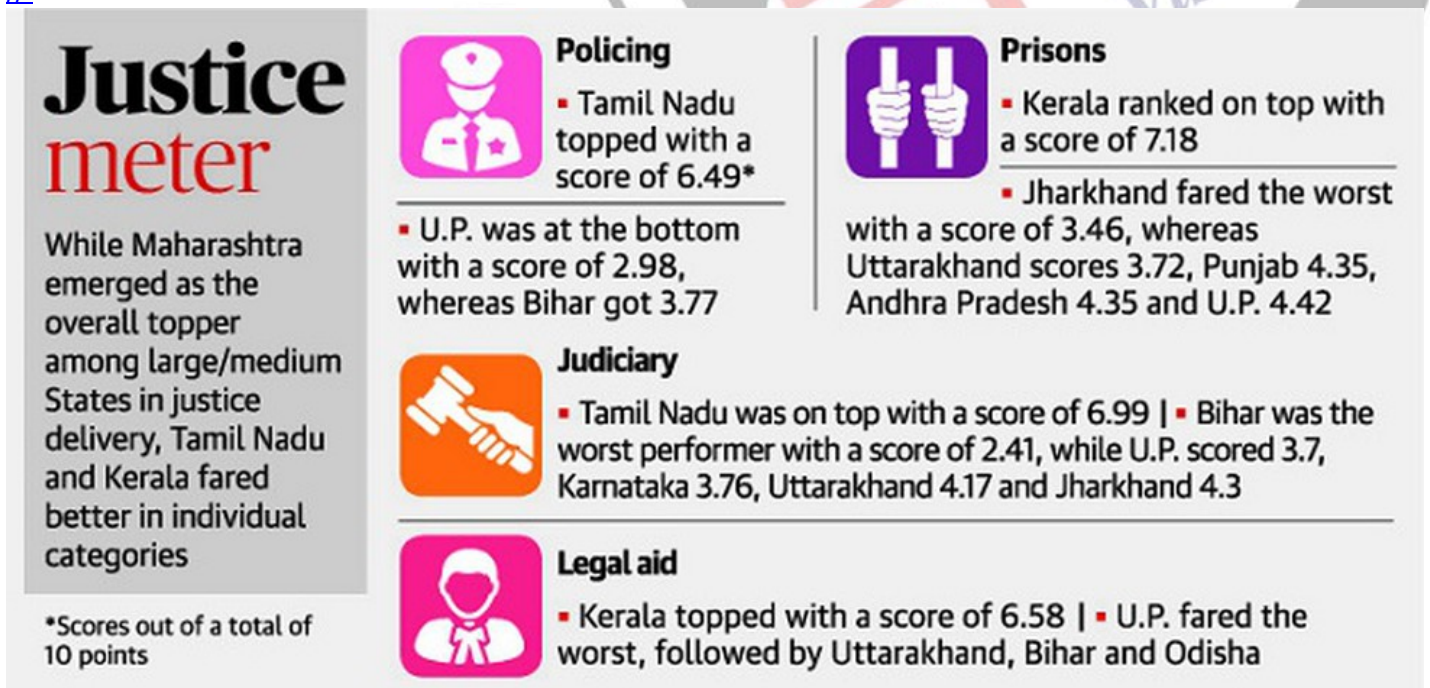 Justice
meter
While Maharashtra
emerged as the
overall topper
among large/medium
States in justice
delivery, Tamil Nadu
and Kerala fared
better in individual
categories
*Scores out of a total of
10 points
Policing
▪ Tamil Nadu
topped with a
score of 6.49*
▪ U.P. was at the bottom
with a score of 2.98,
whereas Bihar got 3.77
Prisons
▪ Kerala ranked on top with
a score of 7.18
▪ Jharkhand fared the worst
with a score of 3.46, whereas
Uttarakhand scores 3.72, Punjab 4.35,
Andhra Pradesh 4.35 and U.P. 4.42
Judiciary
▪ Tamil Nadu was on top with a score of 6.99 | ▪ Bihar was the
worst performer with a score of 2.41, while U.P. scored 3.7,
Karnataka 3.76, Uttarakhand 4.17 and Jharkhand 4.3
Legal aid
▪ Kerala topped with a score of 6.58 | ▪ U.P. fared the
worst, followed by Uttarakhand, Bihar and Odisha